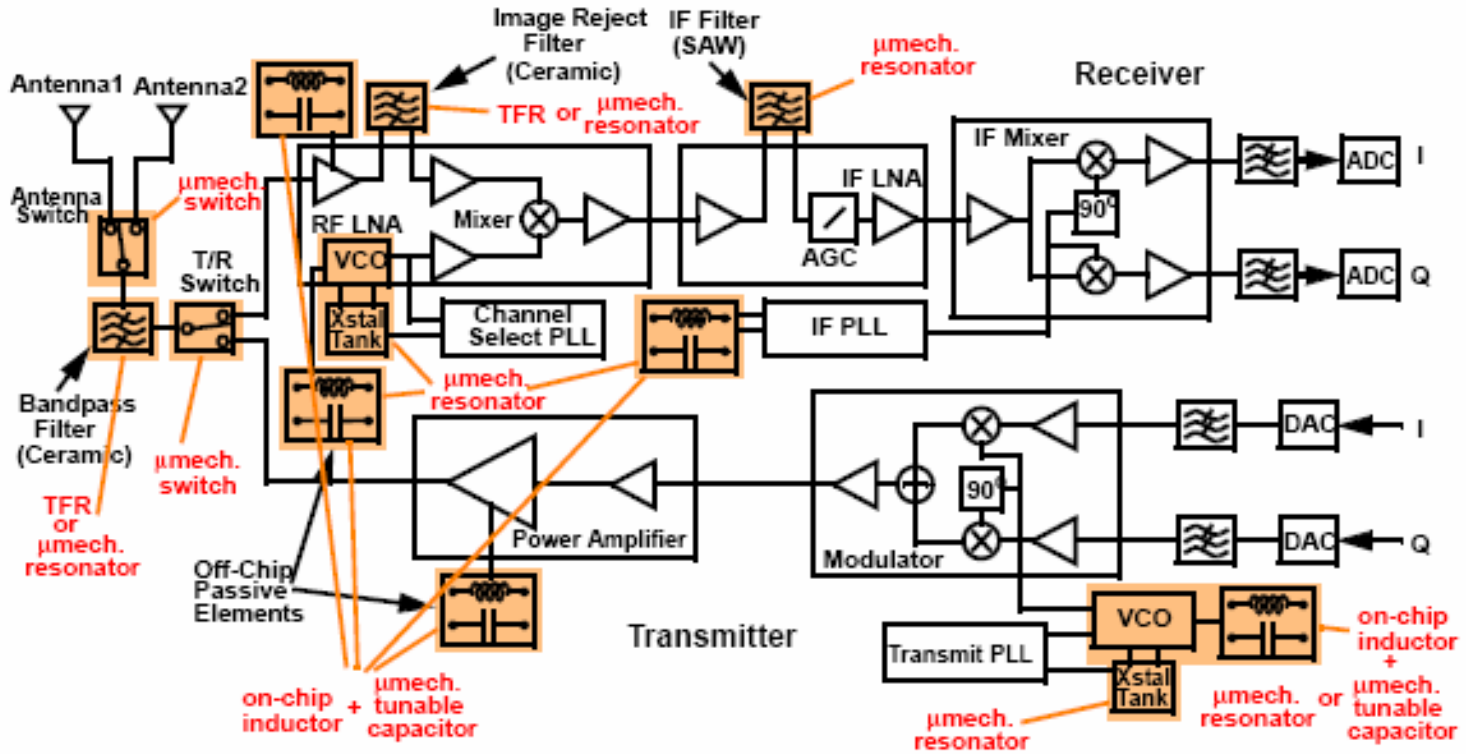 Image Reject
Filter
(Ceramic)
IF Filter
(SAW)
µmech.
resonator
Receiver
Antenna1
Antenna2
TFR or µmech.
resonator
IF Mixer
ADC
I
Antenna
Switch
µmech.
switch
IF LNA
90⁰
RF LNA
Mixer
AGC
T/R
Switch
VCO
ADC
Q
Xstal
Tank
Channel
Select PLL
IF PLL
µmech.
resonator
Bandpass
Filter
(Ceramic)
µmech.
switch
DAC
I
90⁰
TFR
or
µmech.
resonator
Power Amplifier
Modulator
DAC
Q
Off-Chip
Passive
Elements
Transmitter
VCO
Transmit PLL
Xstal
Tank
on-chip
inductor
+
µmech.
tunable
capacitor
on-chip
inductor
+
µmech.
resonator
or
µmech.
tunable
capacitor
µmech.
resonator